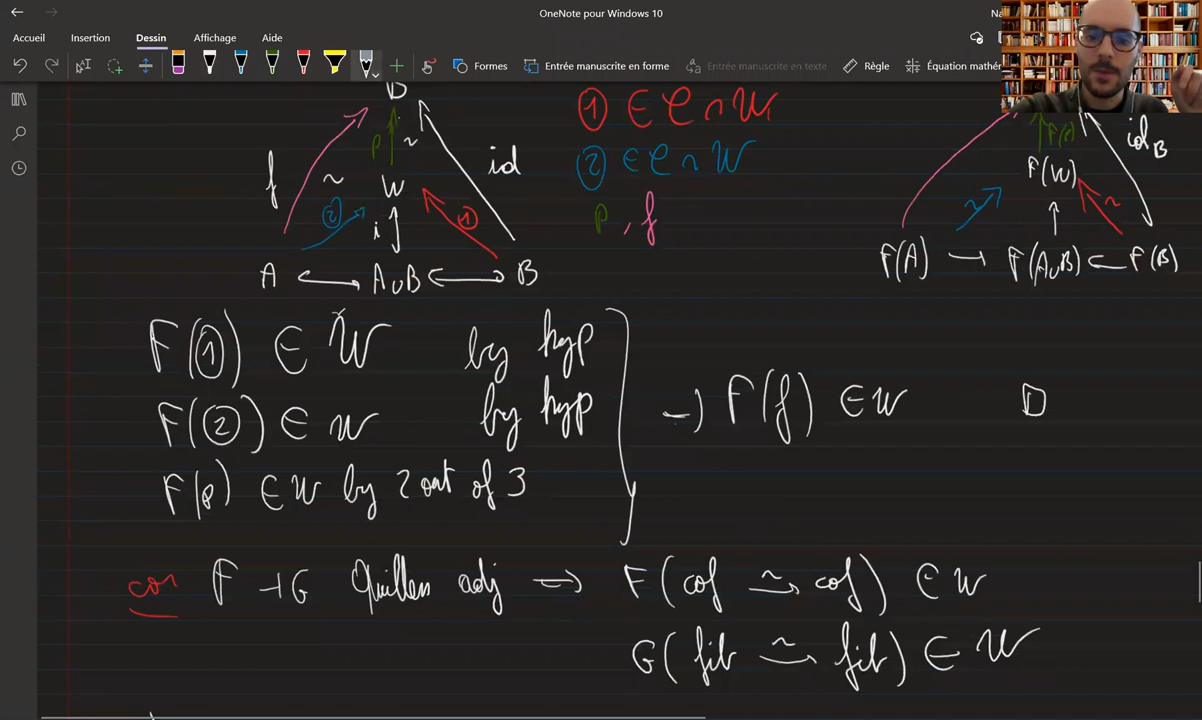 OneNote pour Windows 10
Accueil Insertion Dessin Affichage Aide
Formes Entrée manuscrite en forme Entrée manuscrite en texte Règle Équation mathé
B
① ∈ C ∩ W
② ∈ C ∩ W
p , f
f ~ p ~ id
② W ①
i
A A∪B B
F(p) id_B
F(W)
~ ~
F(A) → F(A∪B) ← F(B)
F(①) ∈ W by hyp
F(②) ∈ W by hyp
F(p) ∈ W by 2 out of 3
→ F(f) ∈ W □
cor F ⊣ G Quillen adj ⇒ F(cof ~→ cof) ∈ W
G(fib ~→ fib) ∈ W